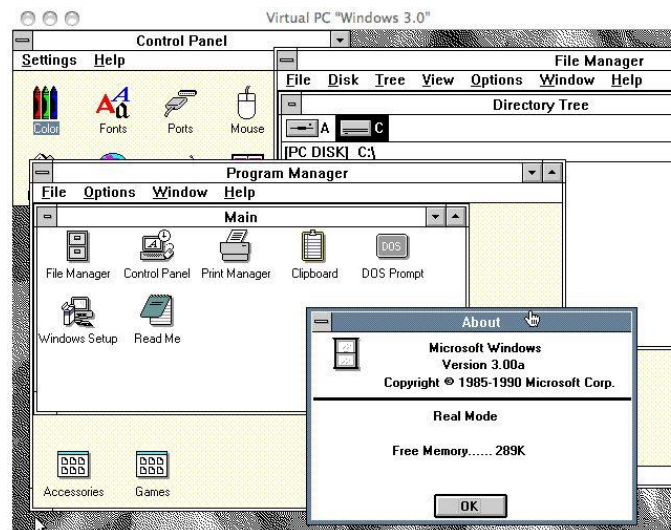 Virtual PC "Windows 3.0"
Control Panel
Settings Help
Color Fonts Ports Mouse
File Manager
File Disk Tree View Options Window Help
Directory Tree
A C
[PC DISK] C:\
Program Manager
File Options Window Help
Main
File Manager Control Panel Print Manager Clipboard DOS Prompt
DOS
Windows Setup Read Me
Accessories Games
About
Microsoft Windows
Version 3.00a
Copyright © 1985-1990 Microsoft Corp.
Real Mode
Free Memory...... 289K
OK